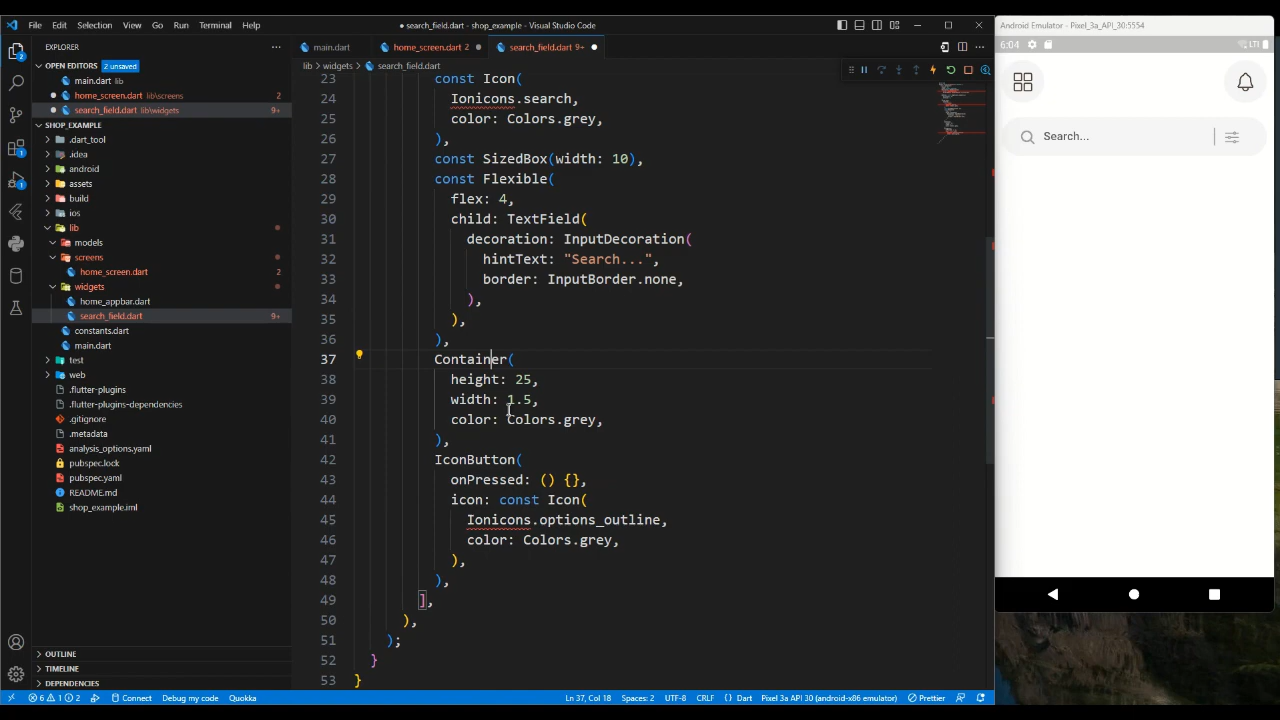 File Edit Selection View Go Run Terminal Help
● search_field.dart - shop_example - Visual Studio Code
Android Emulator - Pixel_3a_API_30:5554
EXPLORER
OPEN EDITORS 2 unsaved
main.dart lib
home_screen.dart lib\screens 2
search_field.dart lib\widgets 9+
SHOP_EXAMPLE
.dart_tool
.idea
android
assets
build
ios
lib
models
screens
home_screen.dart 2
widgets
home_appbar.dart
search_field.dart 9+
constants.dart
main.dart
test
web
.flutter-plugins
.flutter-plugins-dependencies
.gitignore
.metadata
analysis_options.yaml
pubspec.lock
pubspec.yaml
README.md
shop_example.iml
OUTLINE
TIMELINE
DEPENDENCIES
2
1
1
main.dart home_screen.dart 2 search_field.dart 9+
lib > widgets > search_field.dart
23 const Icon(
24 Ionicons.search,
25 color: Colors.grey,
26 ),
27 const SizedBox(width: 10),
28 const Flexible(
29 flex: 4,
30 child: TextField(
31 decoration: InputDecoration(
32 hintText: "Search...",
33 border: InputBorder.none,
34 ),
35 ),
36 ),
37 Container(
38 height: 25,
39 width: 1.5,
40 color: Colors.grey,
41 ),
42 IconButton(
43 onPressed: () {},
44 icon: const Icon(
45 Ionicons.options_outline,
46 color: Colors.grey,
47 ),
48 ),
49 ],
50 ),
51 );
52 }
53 }
6:04 LTE
Search...
6 1 2 Connect Debug my code Quokka
Ln 37, Col 18 Spaces: 2 UTF-8 CRLF {} Dart Pixel 3a API 30 (android-x86 emulator) Prettier